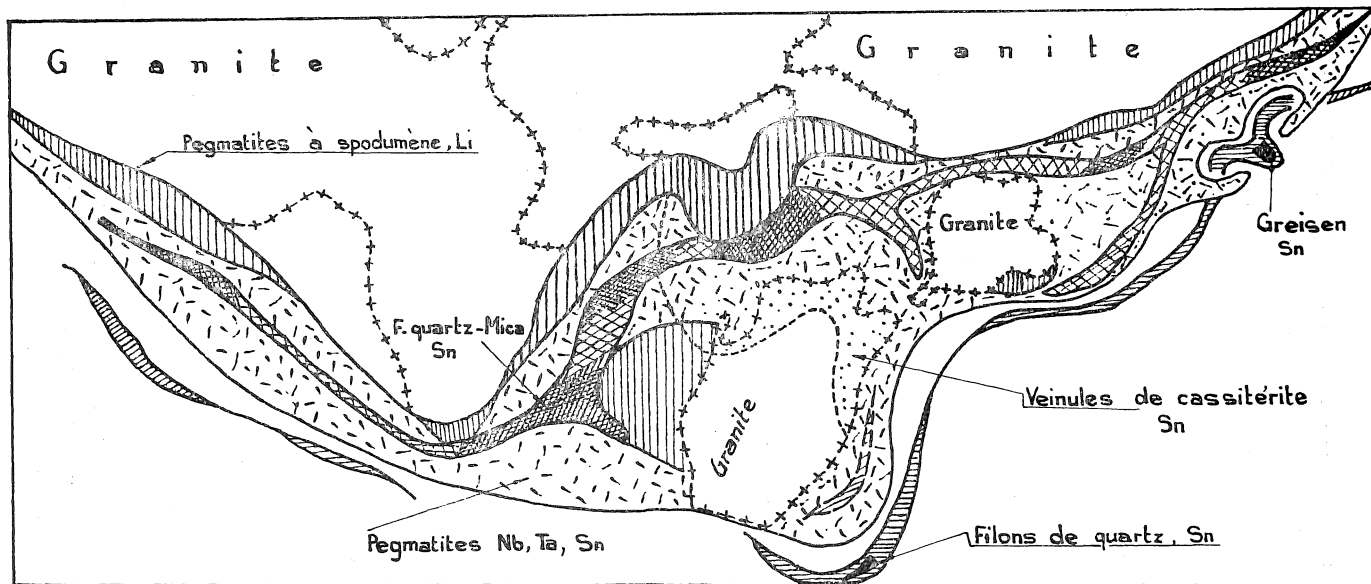 Granite
Granite
Pegmatites à spodumène, Li
Granite
Greisen
Sn
F. quartz-Mica
Sn
Veinules de cassitérite
Sn
Granite
Pegmatites Nb, Ta, Sn
Filons de quartz, Sn